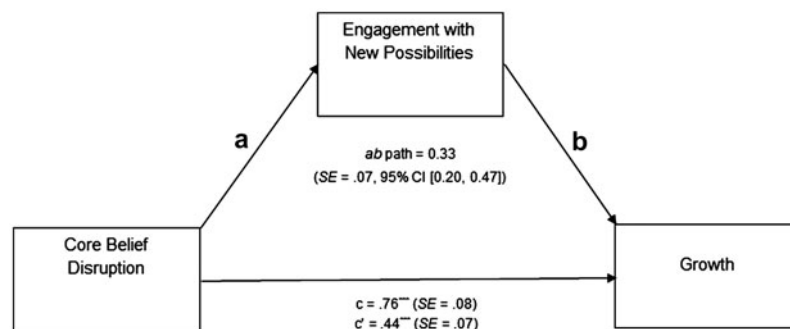 Engagement with
New Possibilities
a
b
ab path = 0.33
(SE = .07, 95% CI [0.20, 0.47])
Core Belief
Disruption
Growth
c = .76*** (SE = .08)
c' = .44*** (SE = .07)